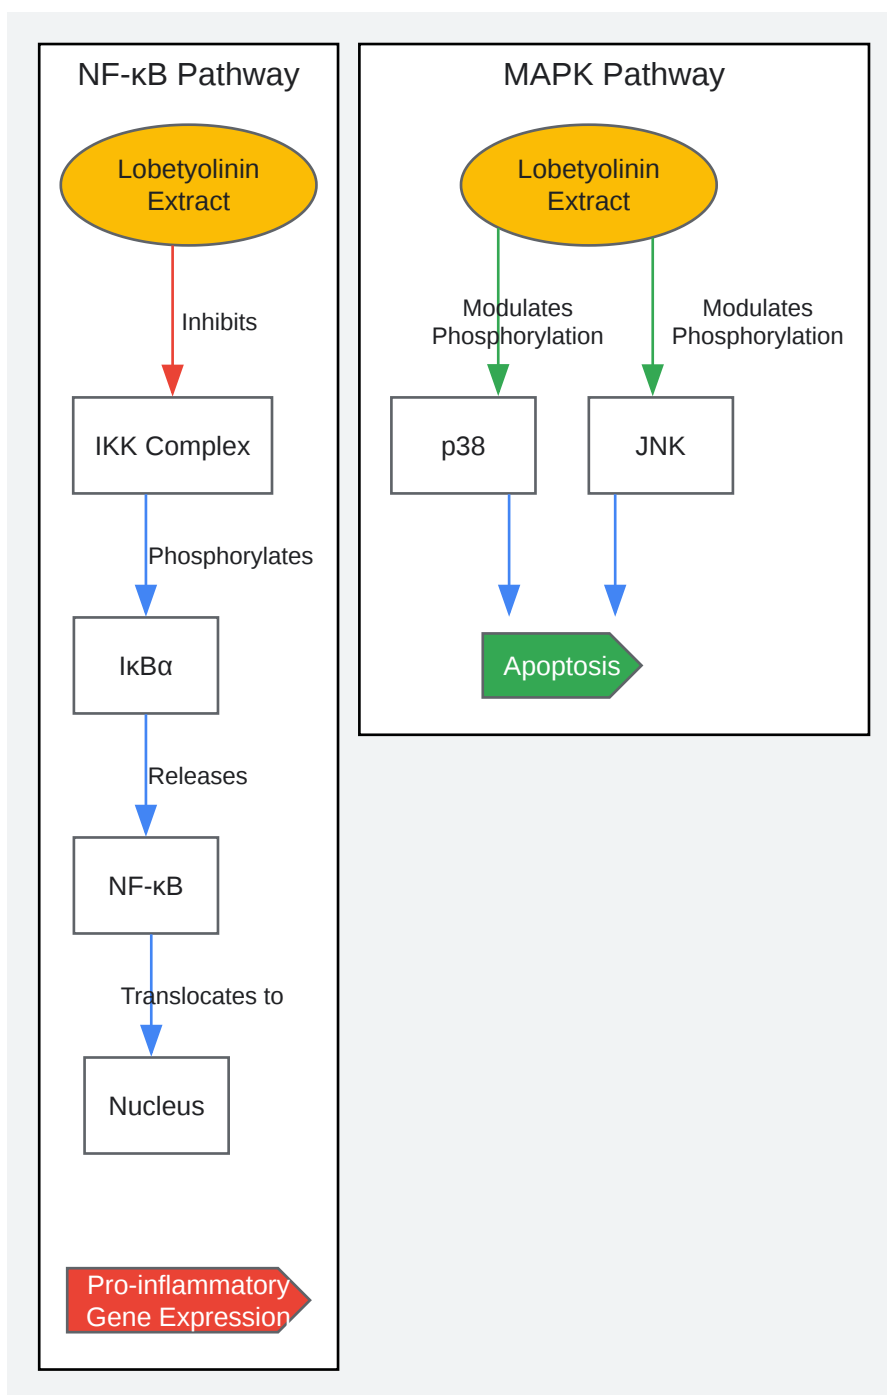 NF-κB Pathway
Lobetyolinin
Extract
Inhibits
IKK Complex
Phosphorylates
IκBα
Releases
NF-κB
Translocates to
Nucleus
Pro-inflammatory
Gene Expression
MAPK Pathway
Lobetyolinin
Extract
Modulates
Phosphorylation
Modulates
Phosphorylation
p38
JNK
Apoptosis